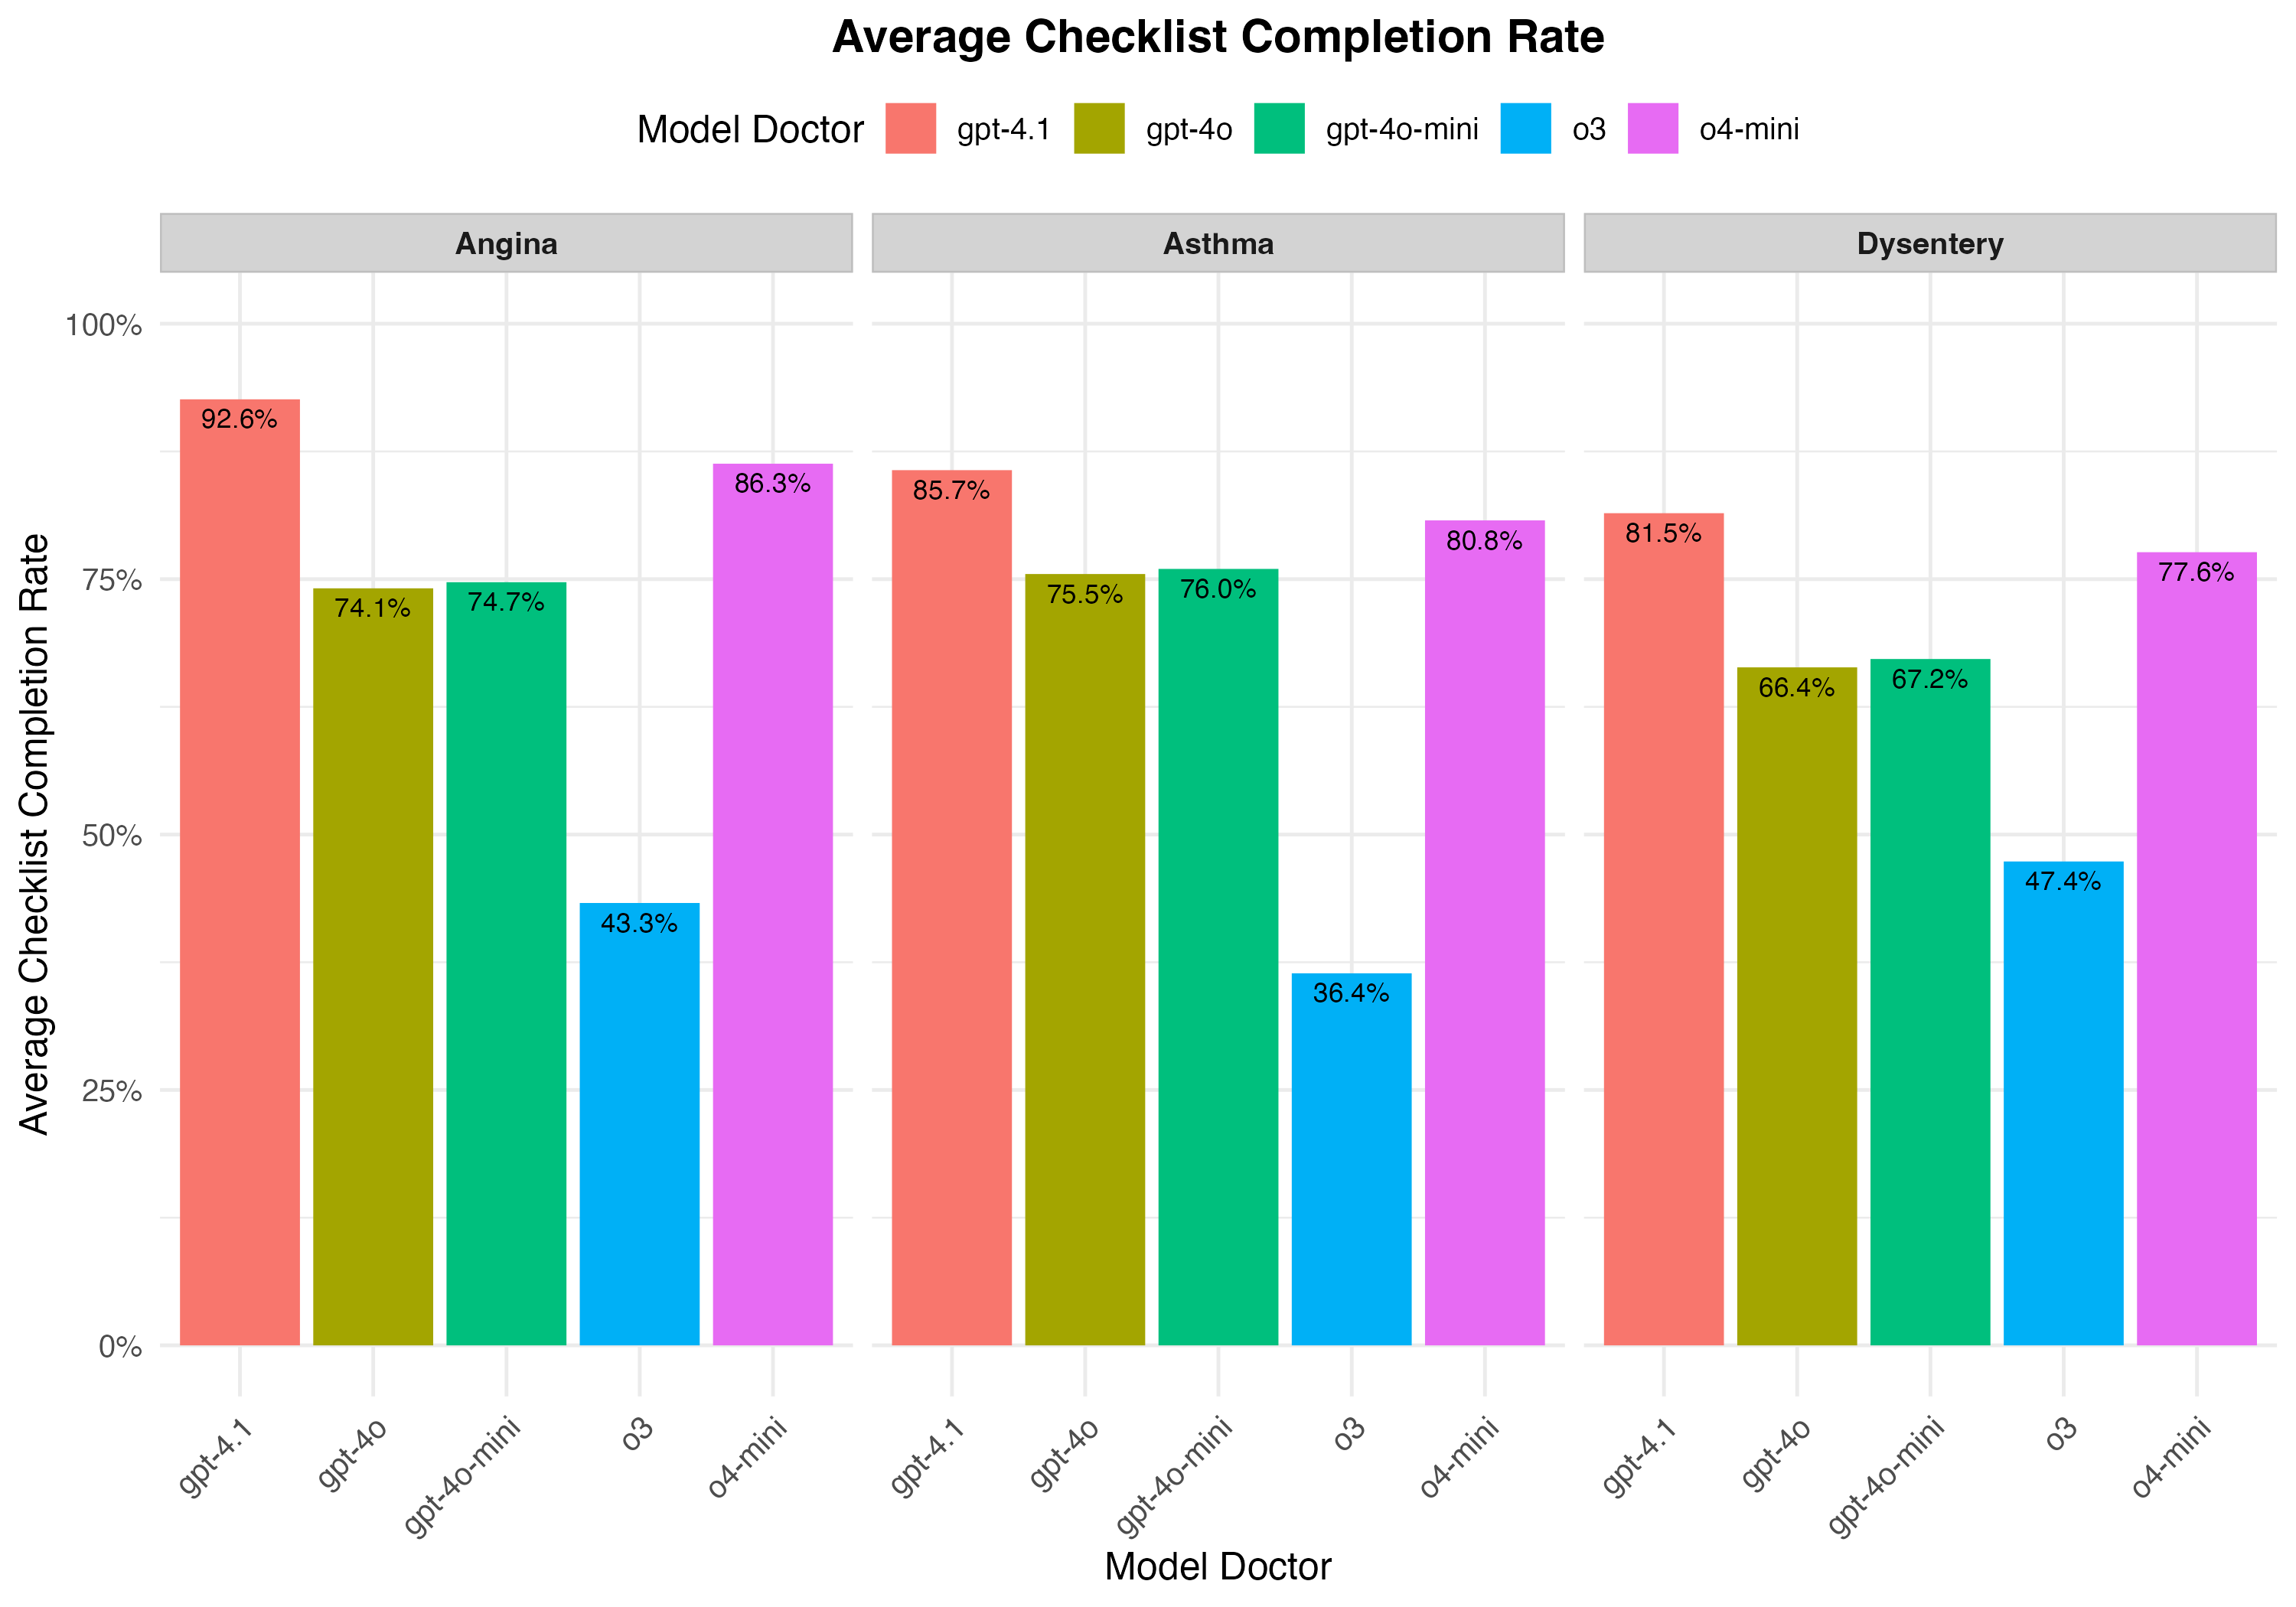 Average Checklist Completion Rate
Model Doctor gpt-4.1 gpt-4o gpt-4o-mini o3 o4-mini
Angina Asthma Dysentery
Average Checklist Completion Rate
100%
75%
50%
25%
0%
92.6%
74.1%
74.7%
43.3%
86.3%
85.7%
75.5%
76.0%
36.4%
80.8%
81.5%
66.4%
67.2%
47.4%
77.6%
gpt-4.1 gpt-4o gpt-4o-mini o3 o4-mini
gpt-4.1 gpt-4o gpt-4o-mini o3 o4-mini
gpt-4.1 gpt-4o gpt-4o-mini o3 o4-mini
Model Doctor